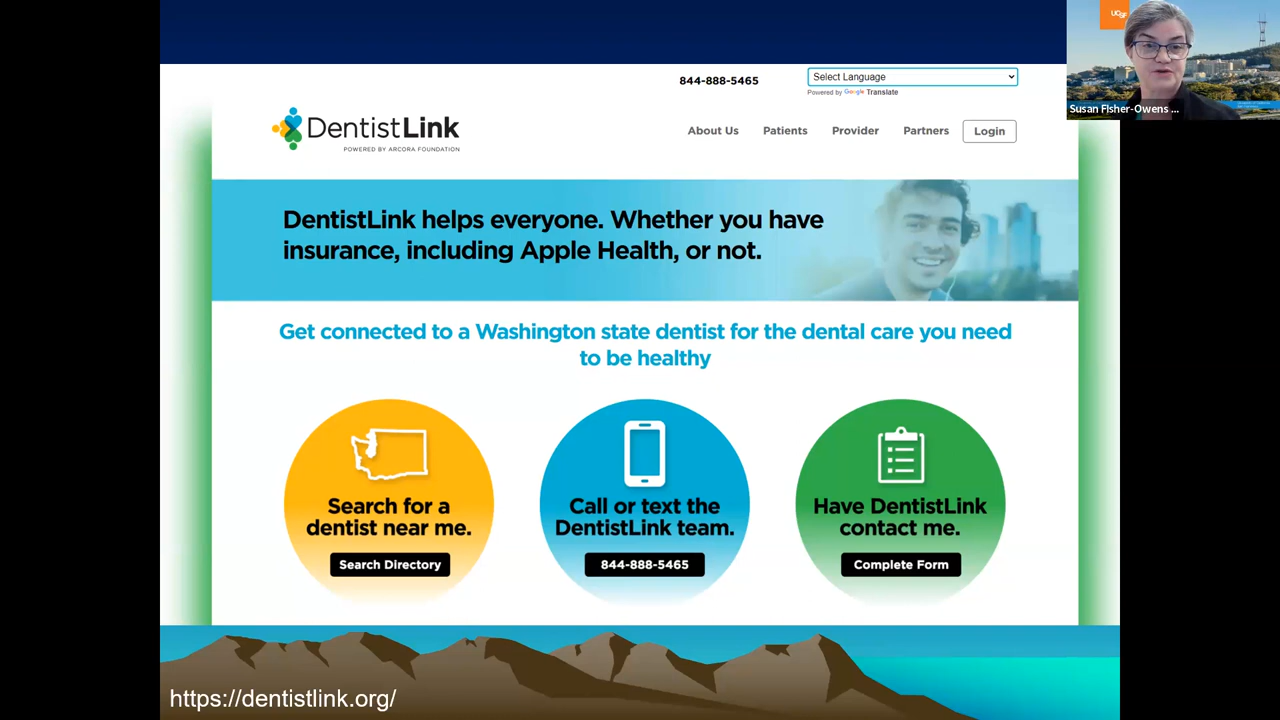 UCSF
Susan Fisher-Owens ...
844-888-5465
Select Language
Powered by Google Translate
DentistLink
POWERED BY ARCORA FOUNDATION
About Us
Patients
Provider
Partners
Login
DentistLink helps everyone. Whether you have
insurance, including Apple Health, or not.
Get connected to a Washington state dentist for the dental care you need
to be healthy
Search for a
dentist near me.
Search Directory
Call or text the
DentistLink team.
844-888-5465
Have DentistLink
contact me.
Complete Form
https://dentistlink.org/